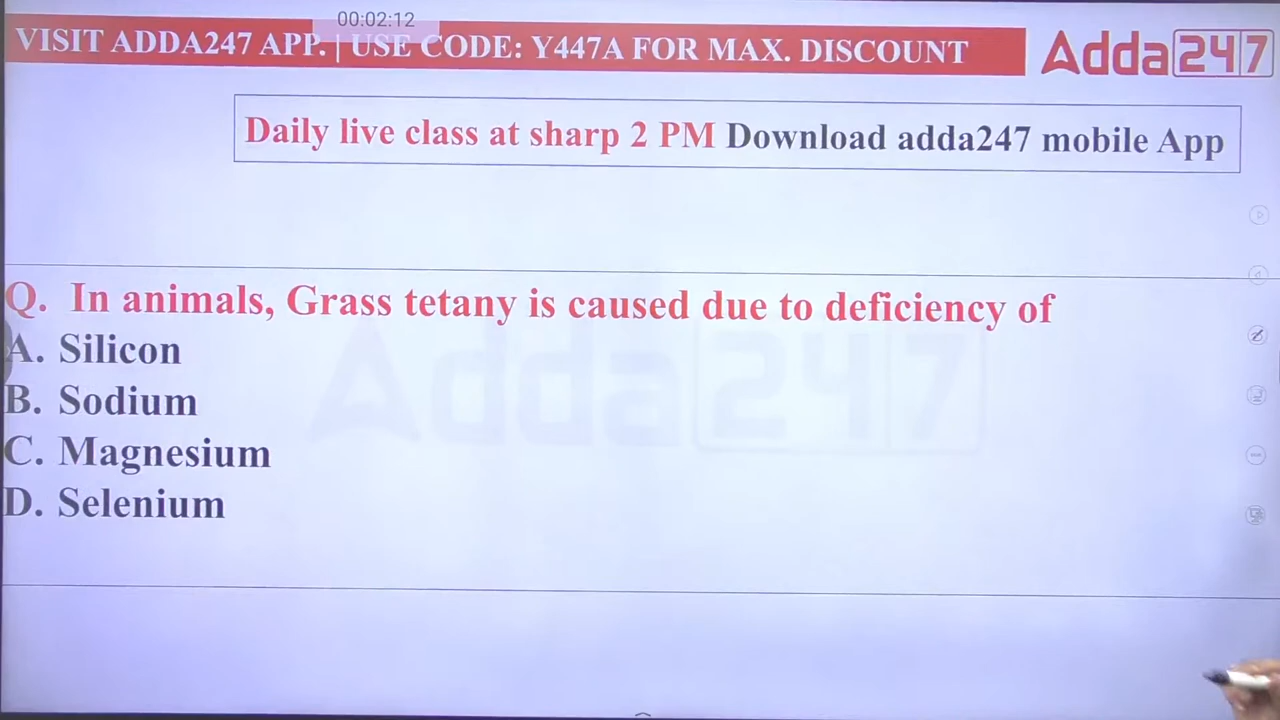 00:02:12
VISIT ADDA247 APP. | USE CODE: Y447A FOR MAX. DISCOUNT
Adda247
Daily live class at sharp 2 PM Download adda247 mobile App
Q. In animals, Grass tetany is caused due to deficiency of
A. Silicon
B. Sodium
C. Magnesium
D. Selenium
Adda247